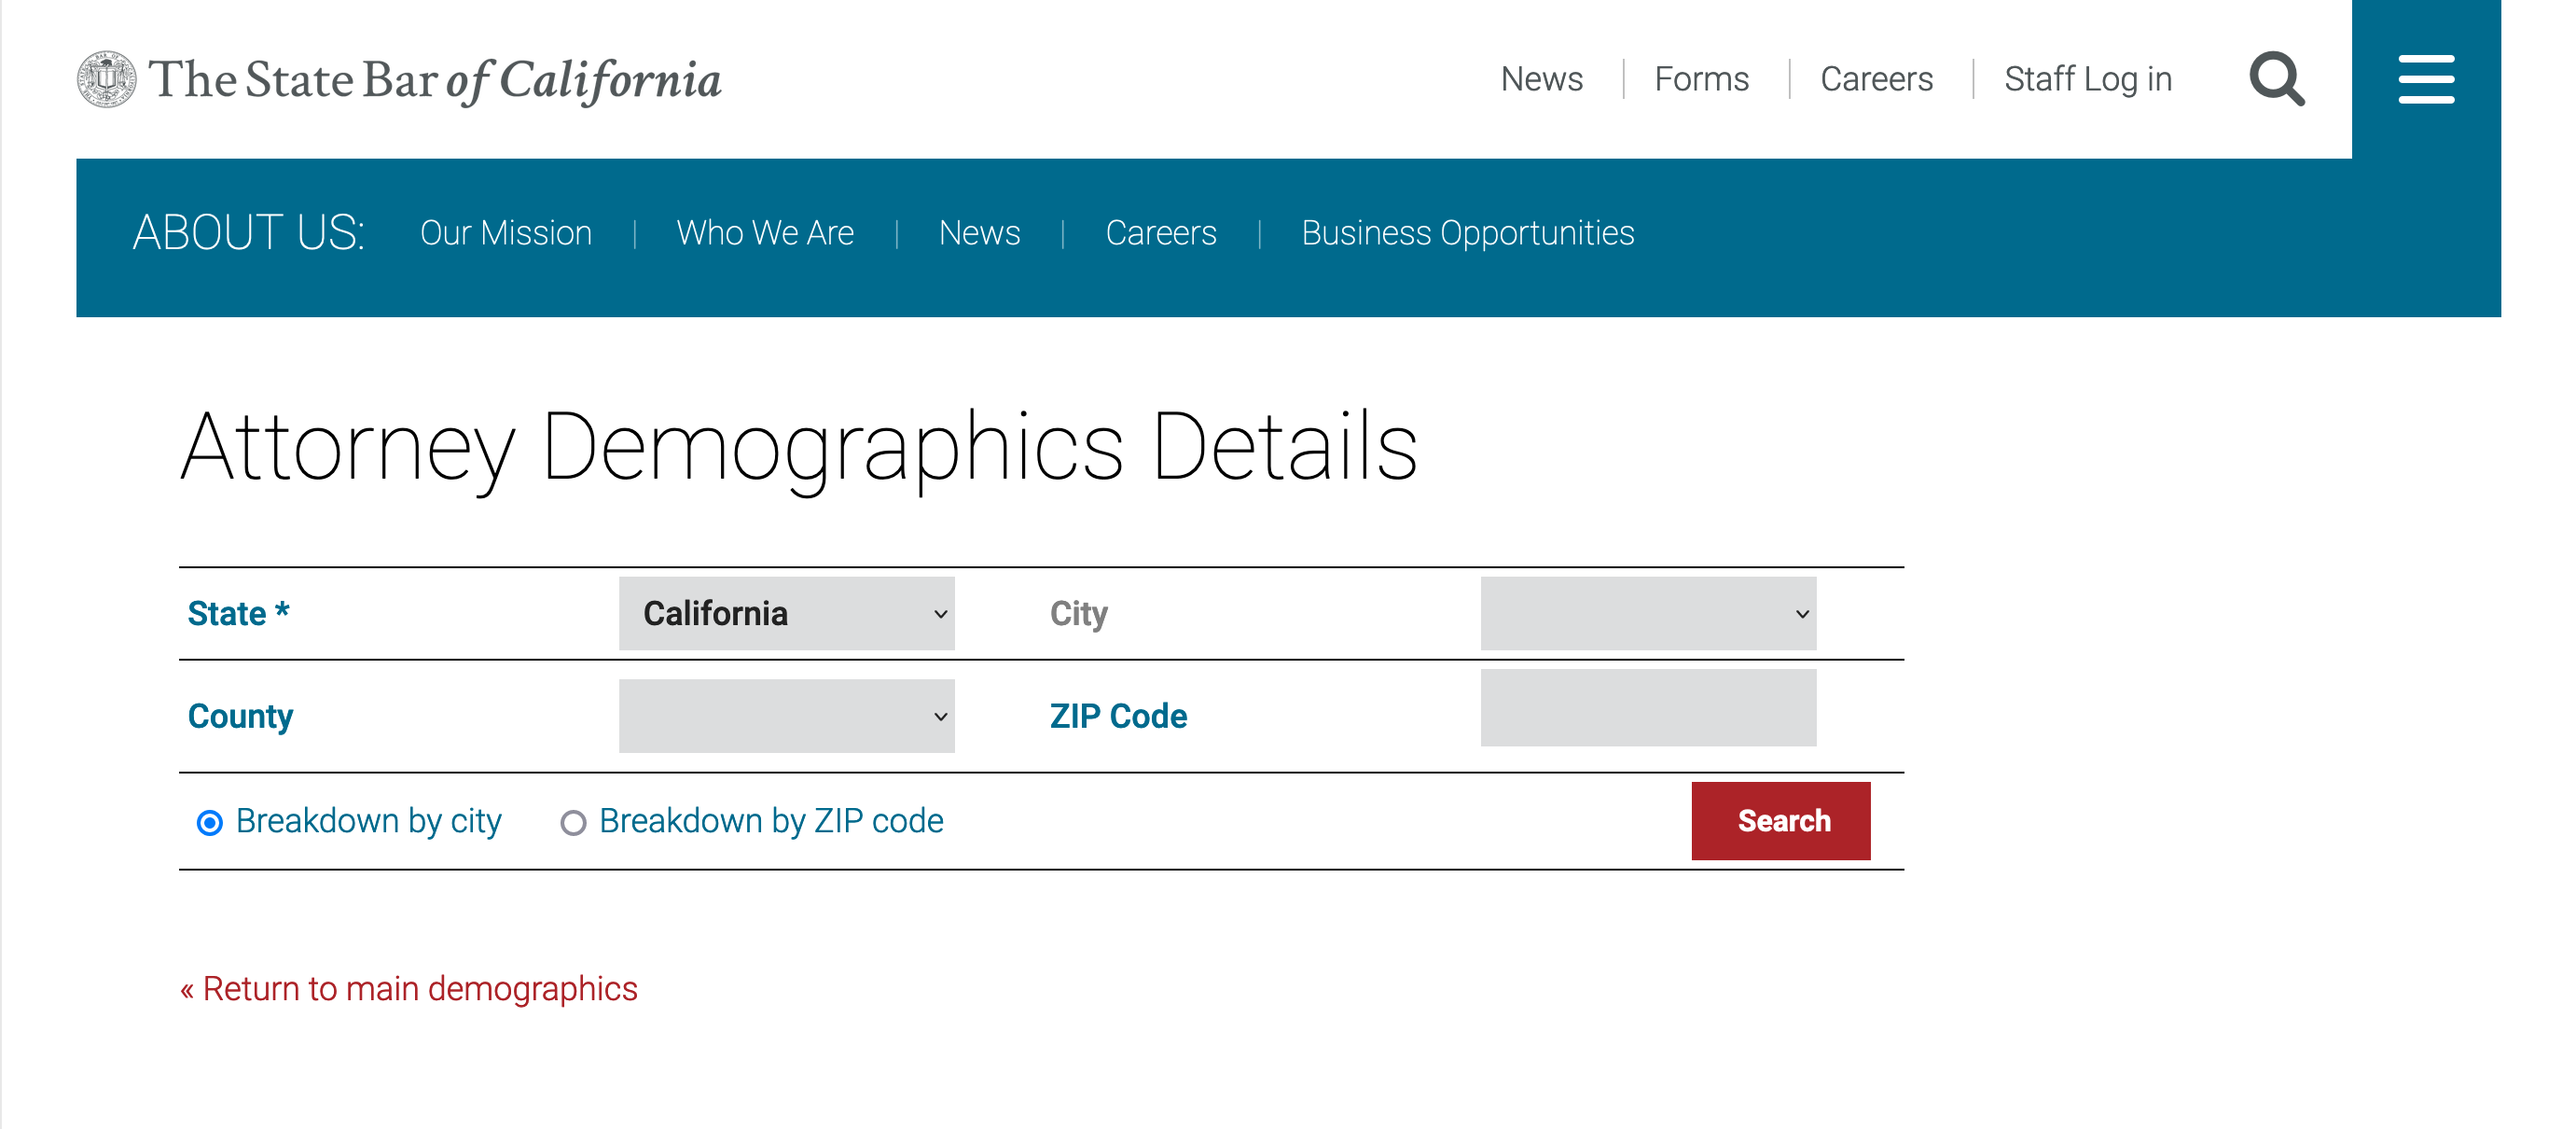 The State Bar of California
News Forms Careers Staff Log in
ABOUT US: Our Mission | Who We Are | News | Careers | Business Opportunities
Attorney Demographics Details
State * California City
County ZIP Code
Breakdown by city Breakdown by ZIP code Search
« Return to main demographics